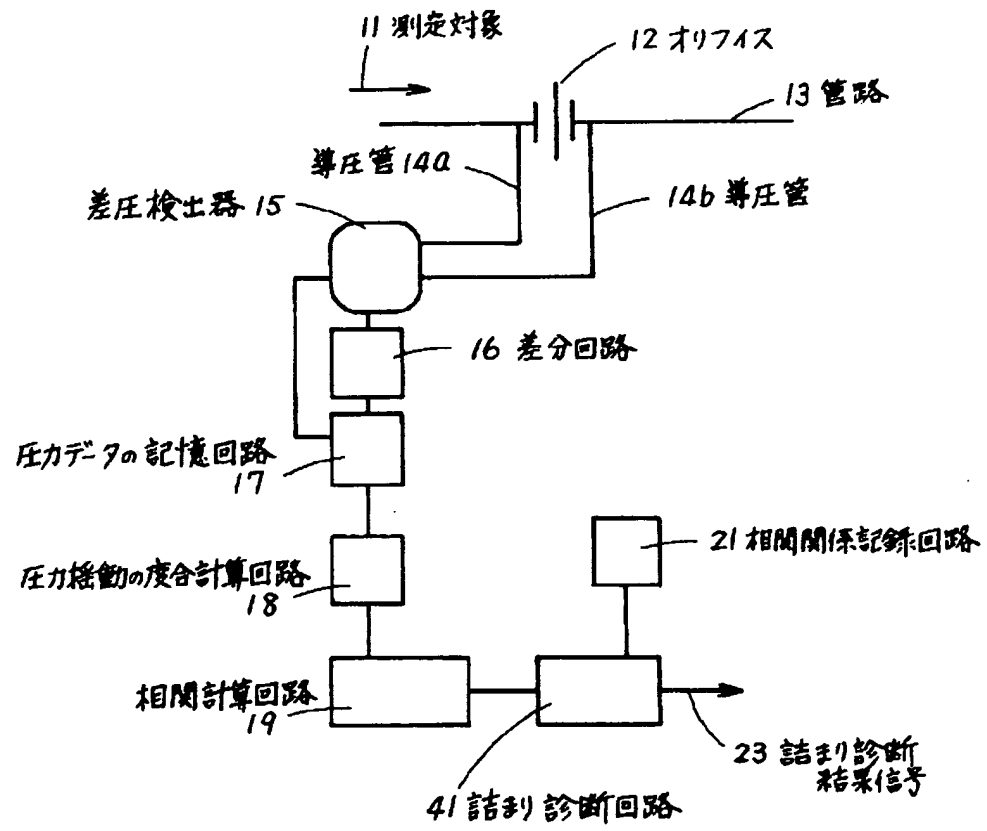 11 測定対象
12 オリフィス
13 管路
導圧管 14a
14b 導圧管
差圧検出器 15
16 差分回路
圧力データの記憶回路
17
21 相関関係記録回路
圧力揺動の度合計算回路
18
相関計算回路
19
23 詰まり診断
結果信号
41 詰まり診断回路